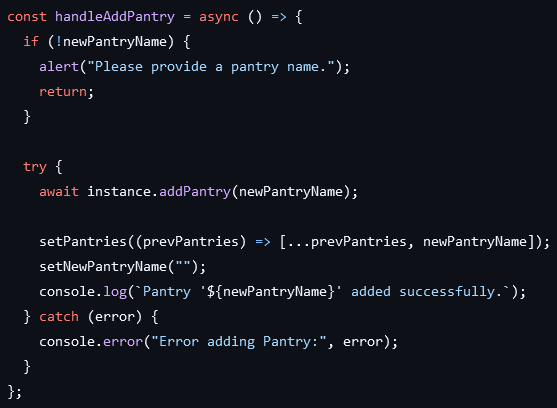 const handleAddPantry = async () => {
  if (!newPantryName) {
    alert("Please provide a pantry name.");
    return;
  }

  try {
    await instance.addPantry(newPantryName);

    setPantries((prevPantries) => [...prevPantries, newPantryName]);
    setNewPantryName("");
    console.log(`Pantry '${newPantryName}' added successfully.`);
  } catch (error) {
    console.error("Error adding Pantry:", error);
  }
};